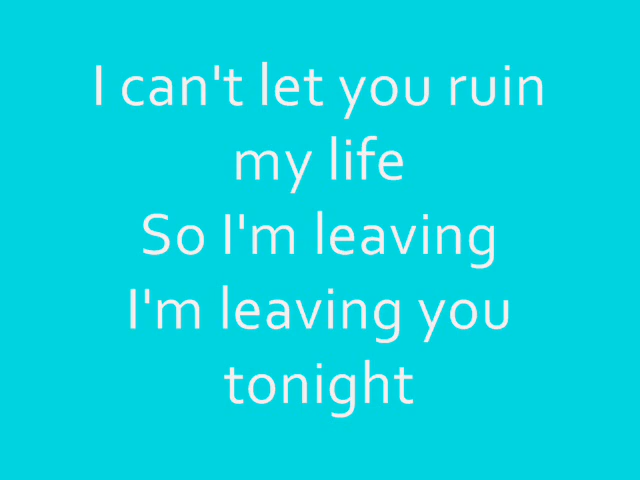 I can't let you ruin
my life
So I'm leaving
I'm leaving you
tonight